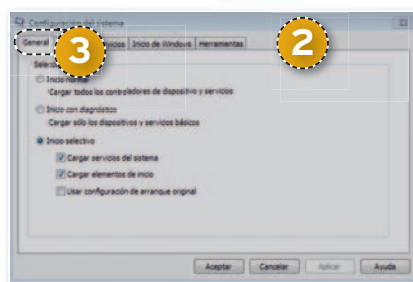 Configuración del sistema
General Servicios Inicio de Windows Herramientas
3
2
Inicio normal
Cargar todos los controladores de dispositivo y servicios
Inicio con diagnóstico
Cargar sólo los dispositivos y servicios básicos
Inicio selectivo
Cargar servicios del sistema
Cargar elementos de inicio
Usar configuración de arranque original
Aceptar Cancelar Aplicar Ayuda